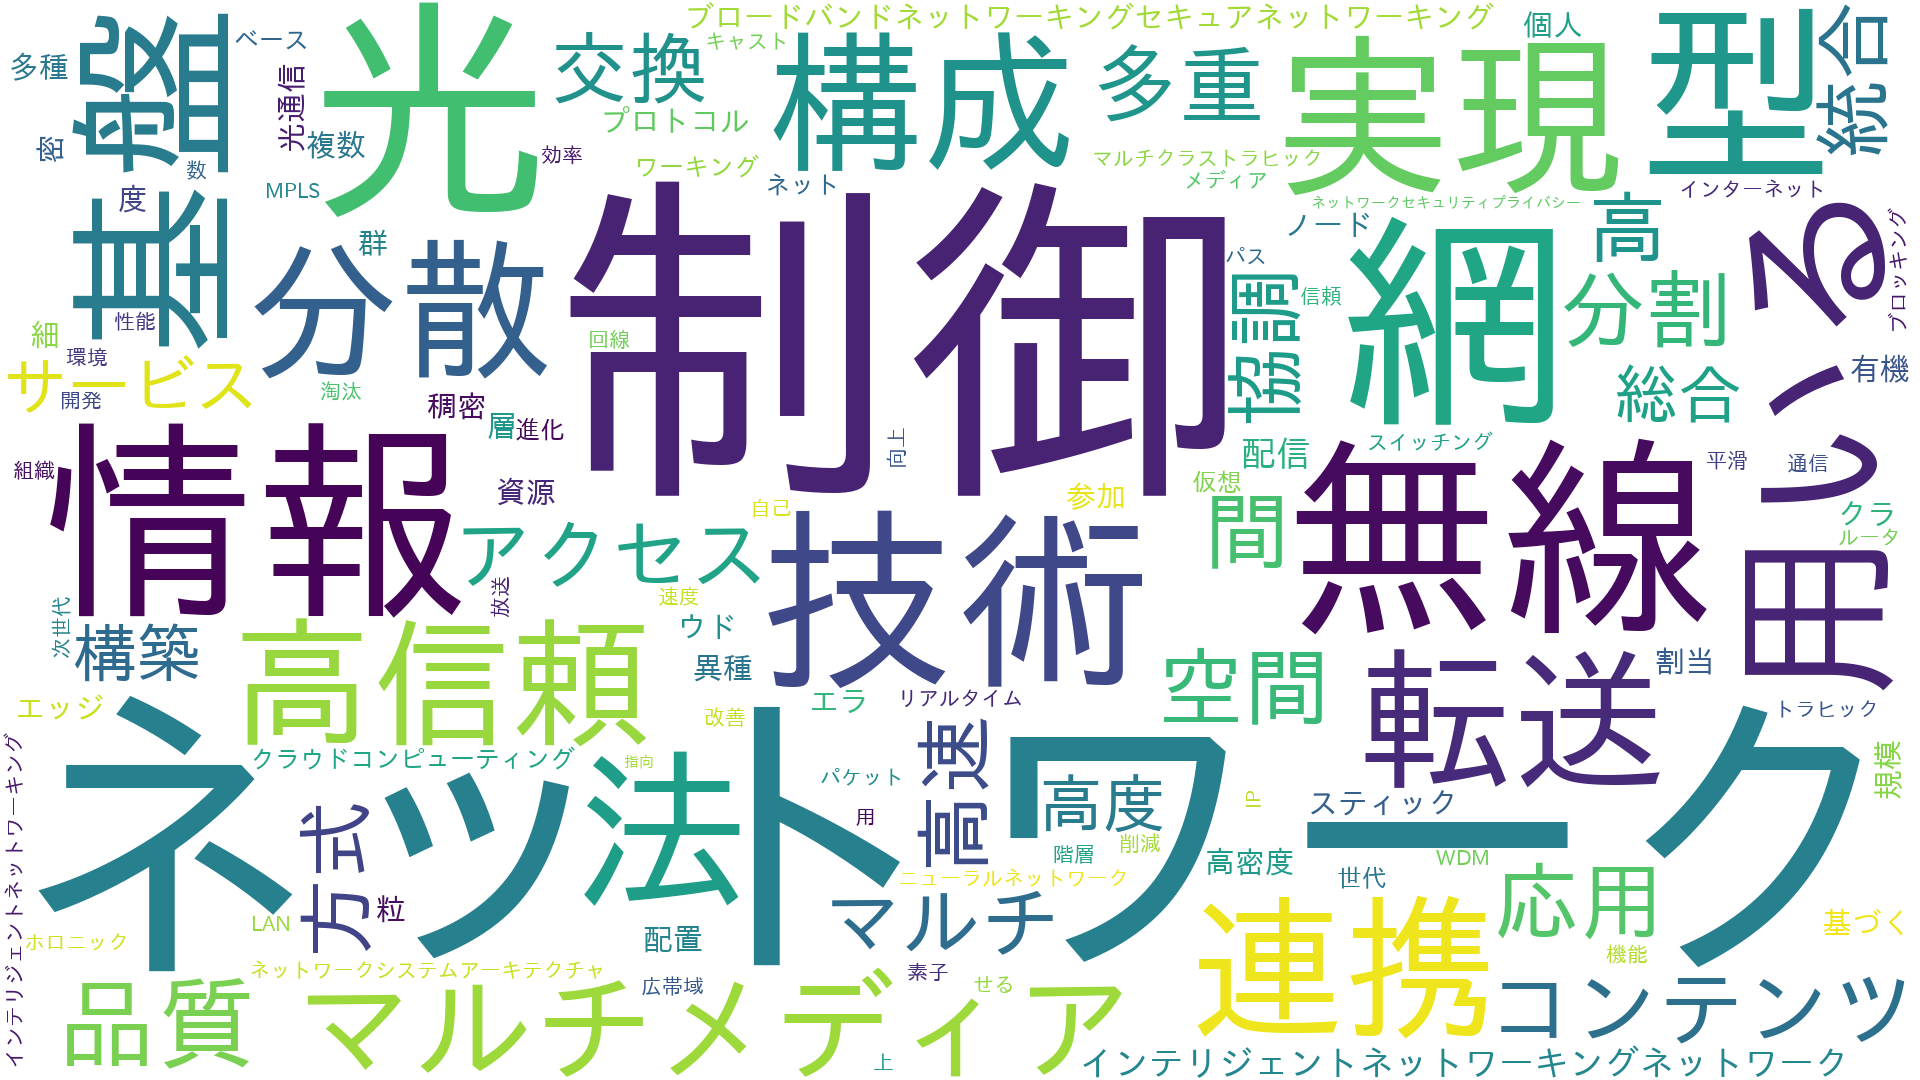 ブロードバンドネットワーキングセキュアネットワーキング
多種
ベース
盤
基
光
光通信
交換
キャスト
構成
多重
実現
個人
型
統合
密
数
度
複数
MPLS
プロトコル
効率
ワーキング
ネット
マルチクラストラヒック
メディア
インターネット
ネットワークセキュリティプライバシー
制御
分散
群
ノード
パス
網
高
分割
用いる
ブロッキング
協調
信頼
性能
細
環境
サービス
開発
淘汰
回線
稠密
層
進化
向上
配信
スイッチング
総合
有機
平滑
通信
クラ
ルータ
組織
情報
資源
アクセス
自己
参加
仮想
間
無線
技術
放送
速度
次世代
構築
高信頼
ウド
異種
空間
転送
割当
エッジ
エラ
リアルタイム
改善
トラヒック
ネットワーク
クラウドコンピューティング
指向
法
パケット
用
高速
高度
IP
スティック
規模
階層
削減
高密度
WDM
世代
ニューラルネットワーク
インテリジェントネットワーキング
方式
粒
LAN
ホロニック
配置
マルチ
連携
応用
基づく
機能
ネットワークシステムアーキテクチャ
広帯域
素子
せる
品質
マルチメディア
上
コンテンツ
インテリジェントネットワーキングネットワーク